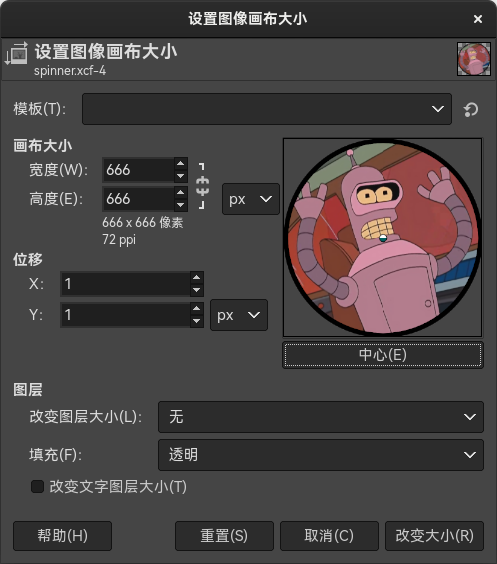 设置图像画布大小
设置图像画布大小
spinner.xcf-4
模板(T):
画布大小
宽度(W): 666
高度(E): 666 px
666 x 666 像素
72 ppi
位移
X: 1
Y: 1 px
中心(E)
图层
改变图层大小(L): 无
填充(F): 透明
改变文字图层大小(T)
帮助(H) 重置(S) 取消(C) 改变大小(R)